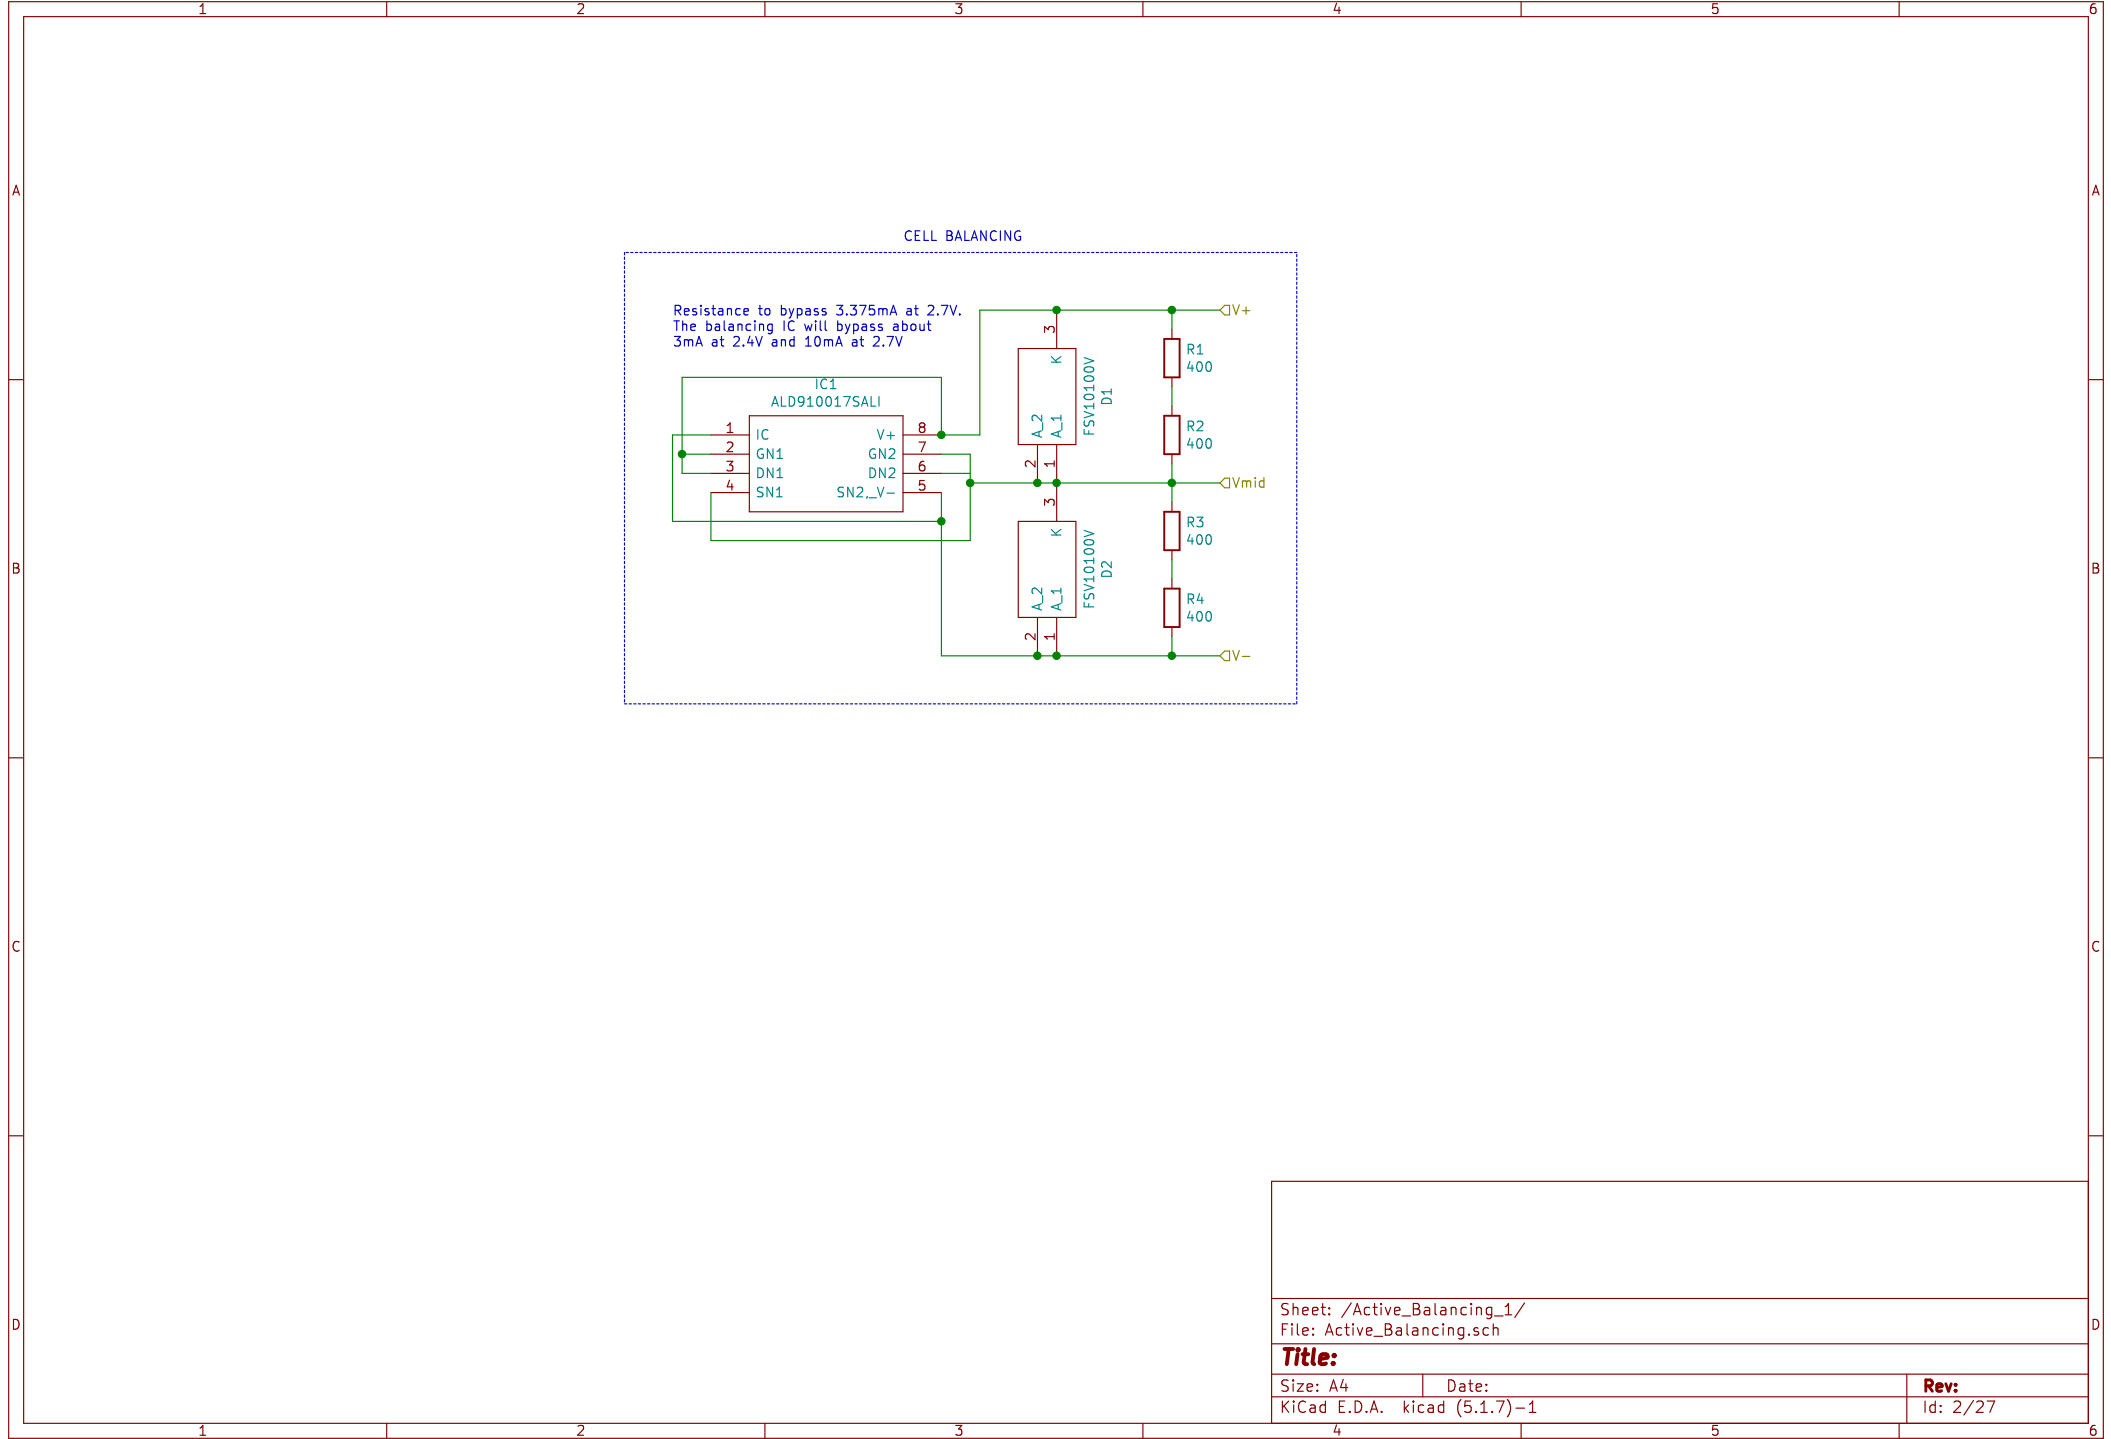 1 2 3 4 5 6
A A
CELL BALANCING
Resistance to bypass 3.375mA at 2.7V.
The balancing IC will bypass about
3mA at 2.4V and 10mA at 2.7V
V+
3
K
R1
400
FSV10100V
D1
IC1
ALD910017SALI
A_2
A_1
R2
400
1 IC V+ 8
2 GN1 GN2 7
3 DN1 DN2 6
4 SN1 SN2,_V- 5
2
1
Vmid
3
K
R3
400
FSV10100V
D2
B B
A_2
A_1
R4
400
2
1
V-
C C
Sheet: /Active_Balancing_1/
File: Active_Balancing.sch
D D
Title:
Size: A4 Date: Rev:
KiCad E.D.A. kicad (5.1.7)-1 Id: 2/27
1 2 3 4 5 6